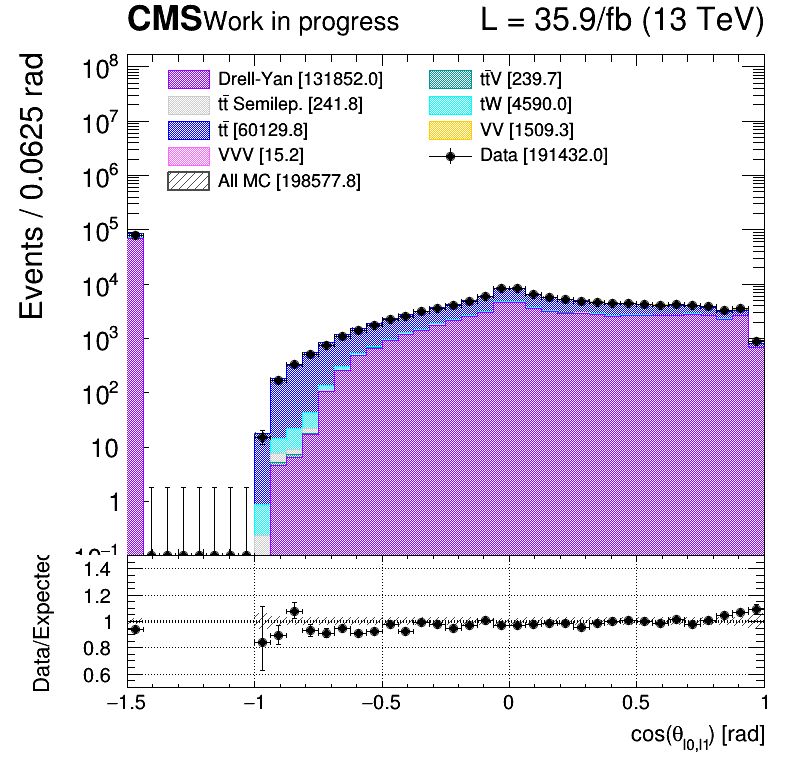 CMS Work in progress L = 35.9/fb (13 TeV)
Events / 0.0625 rad
10⁸
10⁷
10⁶
10⁵
10⁴
10³
10²
10
1
10⁻¹
Drell-Yan [131852.0]
tt̄ Semilep. [241.8]
tt̄ [60129.8]
VVV [15.2]
All MC [198577.8]
tt̄V [239.7]
tW [4590.0]
VV [1509.3]
Data [191432.0]
Data/Expected
1.4
1.2
1
0.8
0.6
−1.5 −1 −0.5 0 0.5 1
cos(θ_l0,l1) [rad]